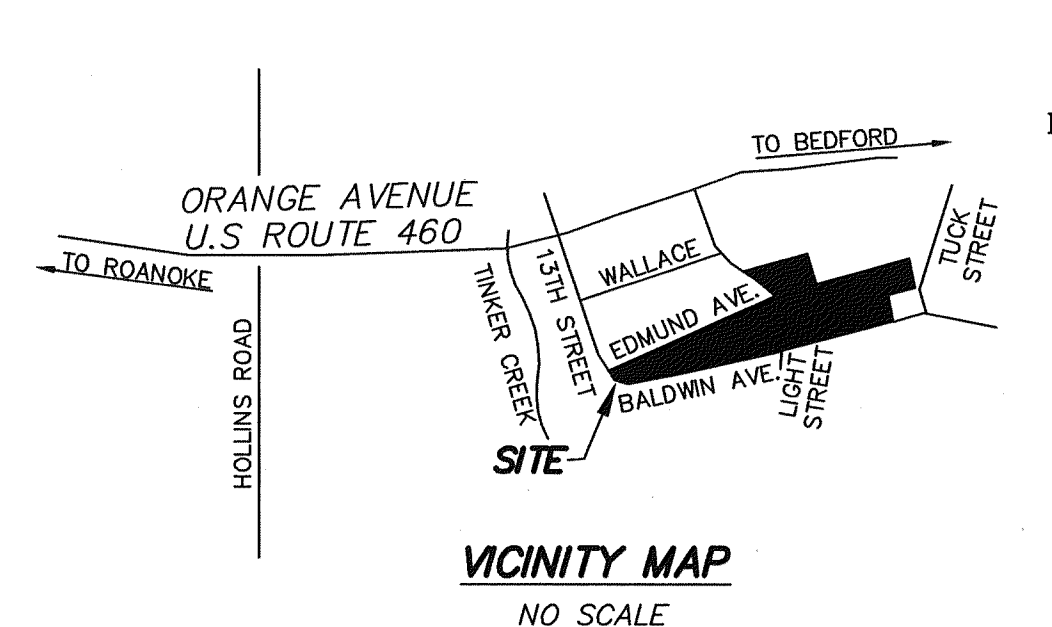 TO BEDFORD
ORANGE AVENUE
U.S ROUTE 460
TO ROANOKE
HOLLINS ROAD
TINKER CREEK
13TH STREET
WALLACE
EDMUND AVE.
BALDWIN AVE.
LIGHT
STREET
TUCK
STREET
SITE
VICINITY MAP
NO SCALE